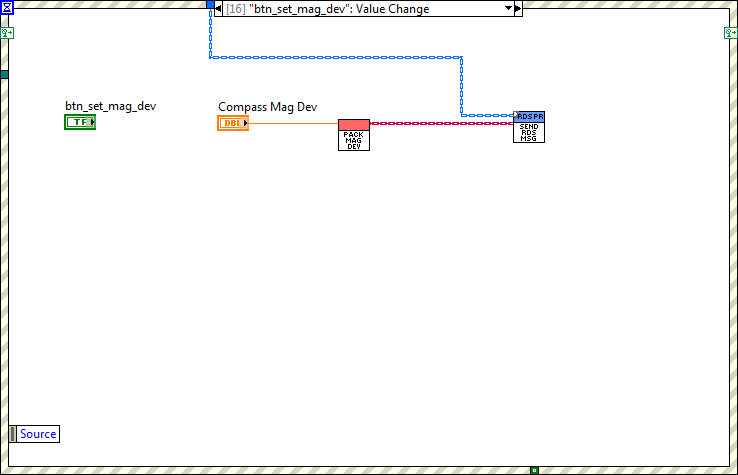 [16] "btn_set_mag_dev": Value Change
btn_set_mag_dev
TF
Compass Mag Dev
DBL
PACK
MAG
DEV
RDSPR
SEND
RDS
MSG
Source